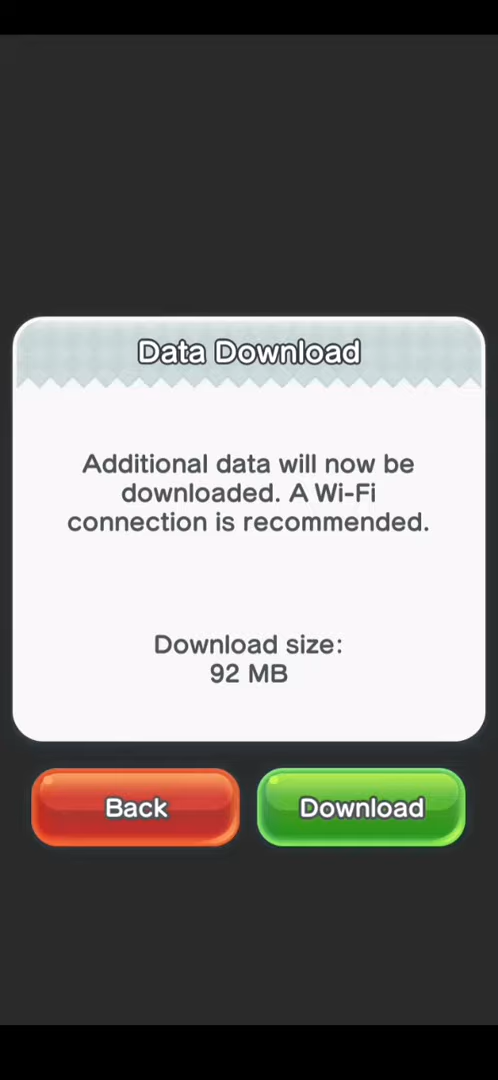 Data Download
Additional data will now be
downloaded. A Wi-Fi
connection is recommended.
Download size:
92 MB
Back
Download